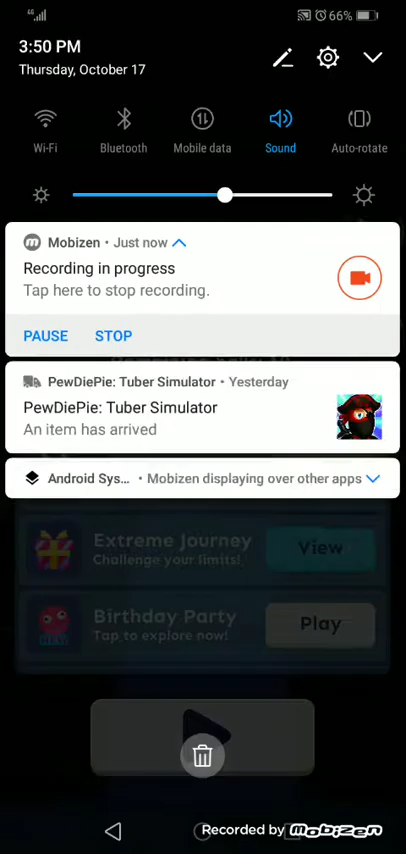 4G
66%
3:50 PM
Thursday, October 17
Wi-Fi
Bluetooth
Mobile data
Sound
Auto-rotate
m Mobizen • Just now
Recording in progress
Tap here to stop recording.
PAUSE STOP
PewDiePie: Tuber Simulator • Yesterday
PewDiePie: Tuber Simulator
An item has arrived
Android Sys... • Mobizen displaying over other apps
Extreme Journey
Challenge your limits!
View
Birthday Party
Tap to explore now!
Play
Recorded by mobizen